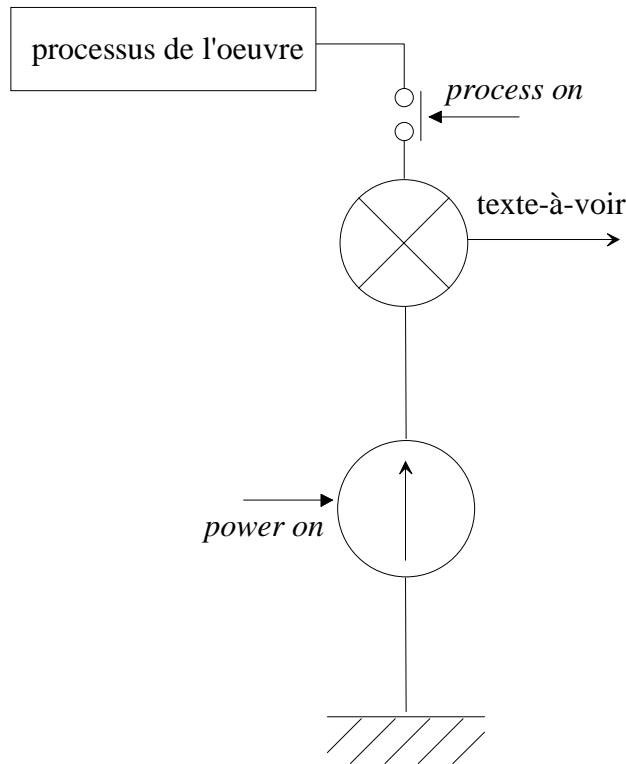 processus de l'oeuvre
process on
texte-à-voir
power on